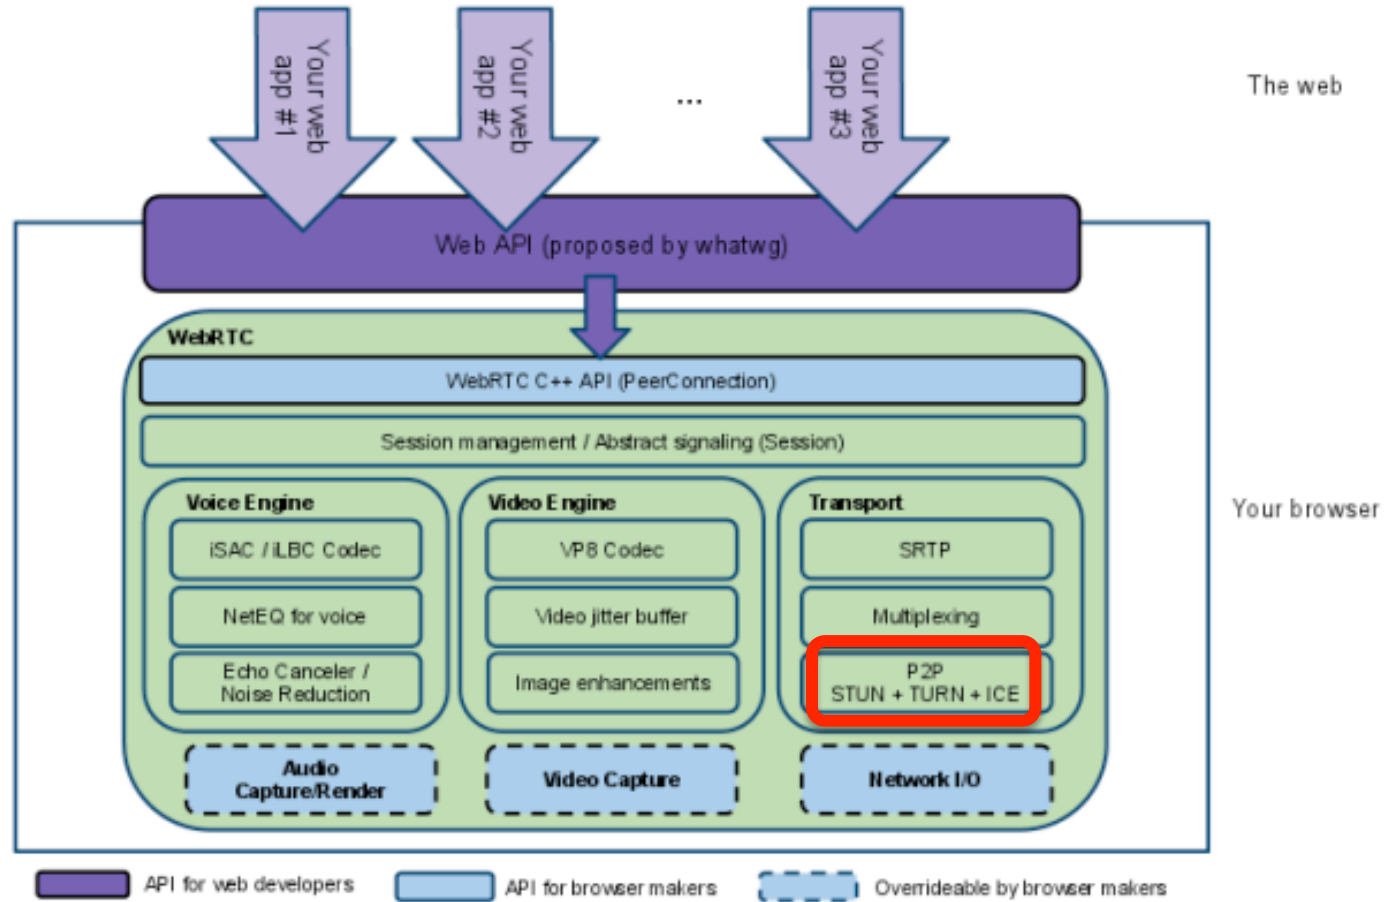 Your web
app #1
Your web
app #2
...
Your web
app #3
The web
Web API (proposed by whatwg)
WebRTC
WebRTC C++ API (PeerConnection)
Session management / Abstract signaling (Session)
Your browser
Voice Engine
iSAC / iLBC Codec
NetEQ for voice
Echo Canceler /
Noise Reduction
Video Engine
VP8 Codec
Video jitter buffer
Image enhancements
Transport
SRTP
Multiplexing
P2P
STUN + TURN + ICE
Audio
Capture/Render
Video Capture
Network I/O
API for web developers
API for browser makers
Overrideable by browser makers